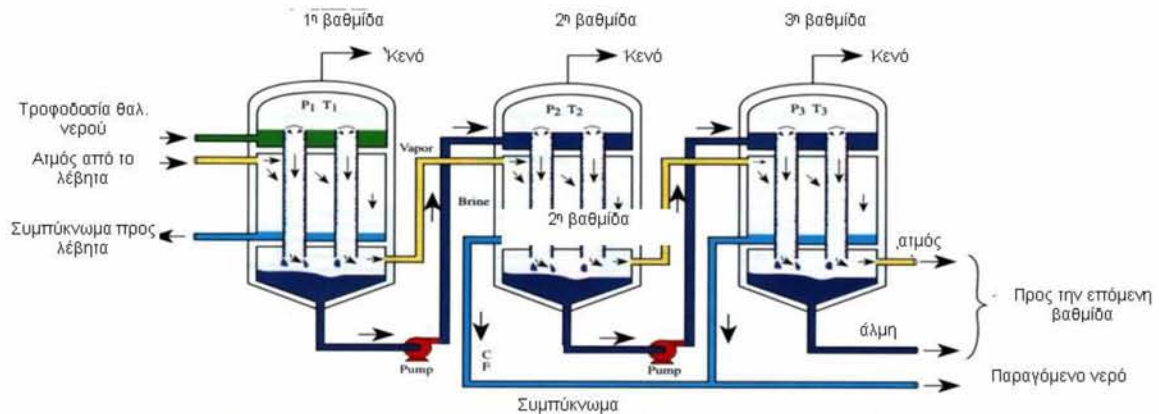 1η βαθμίδα
2η βαθμίδα
3η βαθμίδα
Κενό
Κενό
Κενό
Τροφοδοσία θαλ.
νερού
Ατμός από το
λέβητα
Συμπύκνωμα προς
λέβητα
P1 T1
P2 T2
P3 T3
Vapor
Brine
2η βαθμίδα
ατμός
Προς την επόμενη
βαθμίδα
άλμη
Pump
C
F
Pump
Παραγόμενο νερό
Συμπύκνωμα